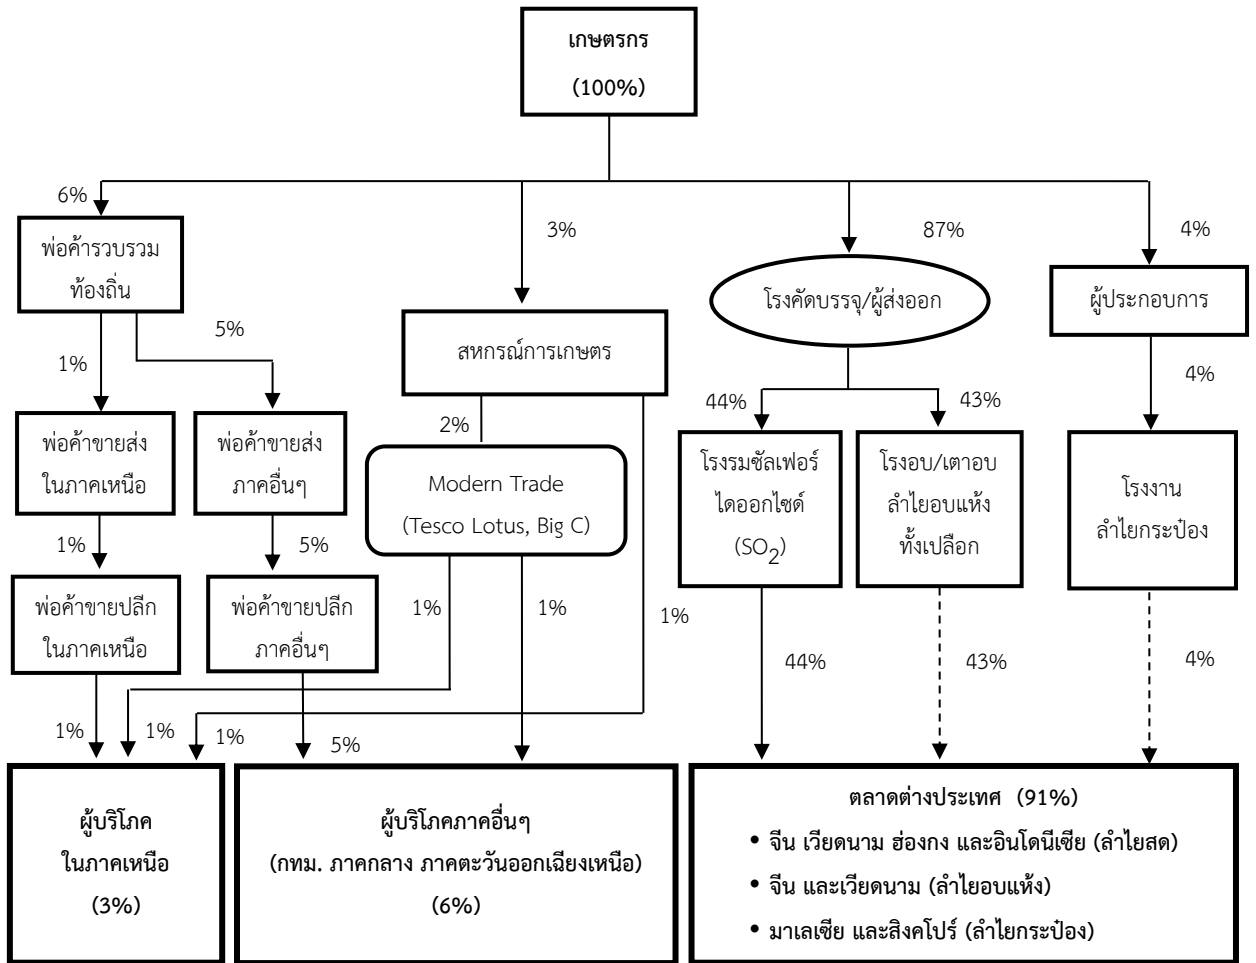 เกษตรกร
(100%)
6%
3%
87%
4%
พ่อค้ารวบรวม
ท้องถิ่น
โรงคัดบรรจุ/ผู้ส่งออก
ผู้ประกอบการ
สหกรณ์การเกษตร
1%
5%
2%
44%
43%
4%
พ่อค้าขายส่ง
ในภาคเหนือ
พ่อค้าขายส่ง
ภาคอื่นๆ
Modern Trade
(Tesco Lotus, Big C)
โรงรมซัลเฟอร์
ไดออกไซด์
(SO2)
โรงอบ/เตาอบ
ลำไยอบแห้ง
ทั้งเปลือก
โรงงาน
ลำไยกระป๋อง
1%
5%
1%
1%
1%
พ่อค้าขายปลีก
ในภาคเหนือ
พ่อค้าขายปลีก
ภาคอื่นๆ
44%
43%
4%
1%
1%
1%
5%
ผู้บริโภค
ในภาคเหนือ
(3%)
ผู้บริโภคภาคอื่นๆ
(กทม. ภาคกลาง ภาคตะวันออกเฉียงเหนือ)
(6%)
ตลาดต่างประเทศ (91%)
• จีน เวียดนาม ฮ่องกง และอินโดนีเซีย (ลำไยสด)
• จีน และเวียดนาม (ลำไยอบแห้ง)
• มาเลเซีย และสิงคโปร์ (ลำไยกระป๋อง)